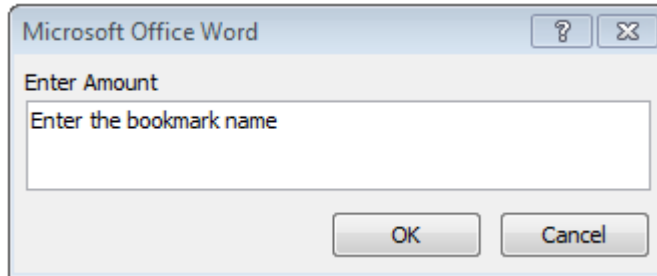 Microsoft Office Word
Enter Amount
Enter the bookmark name
OK Cancel